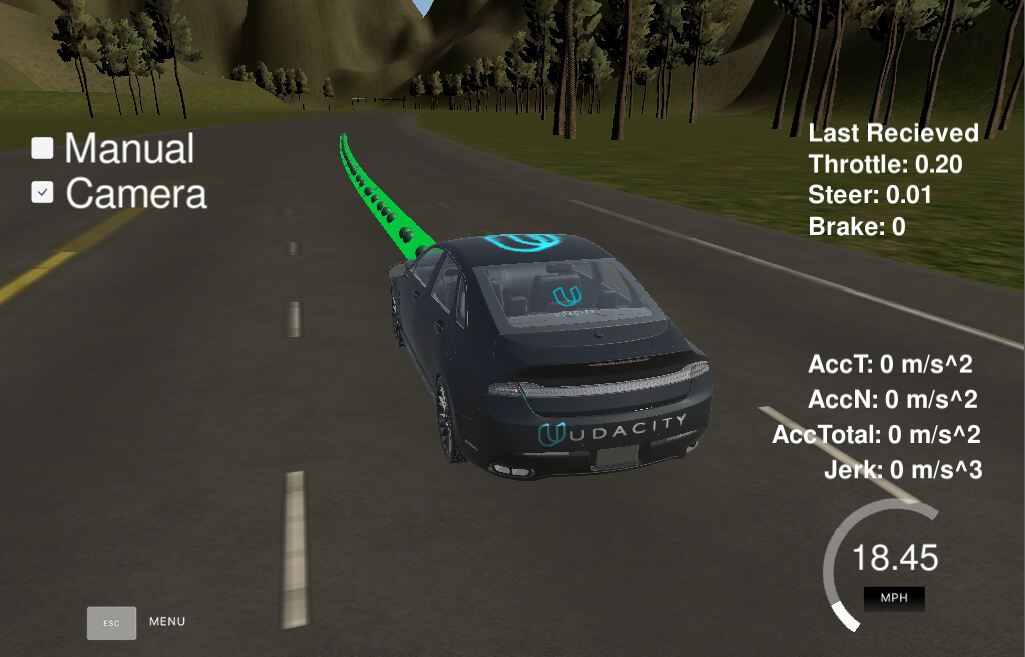 Manual
Camera
Last Recieved
Throttle: 0.20
Steer: 0.01
Brake: 0
UDACITY
AccT: 0 m/s^2
AccN: 0 m/s^2
AccTotal: 0 m/s^2
Jerk: 0 m/s^3
UDACITY
18.45
MPH
ESC
MENU